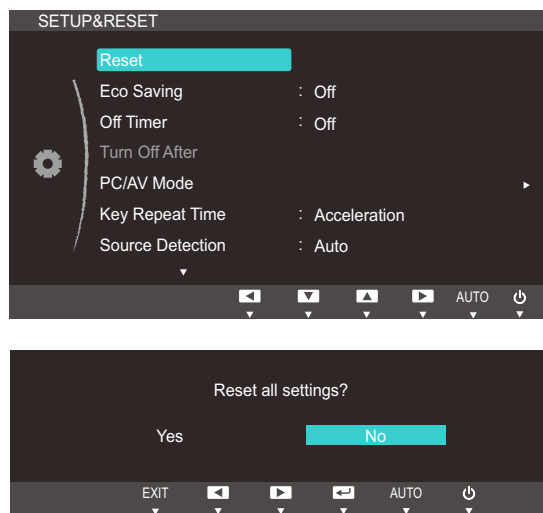 SETUP&RESET
Reset
Eco Saving : Off
Off Timer : Off
Turn Off After
PC/AV Mode
Key Repeat Time : Acceleration
Source Detection : Auto
AUTO
Reset all settings?
Yes No
EXIT AUTO